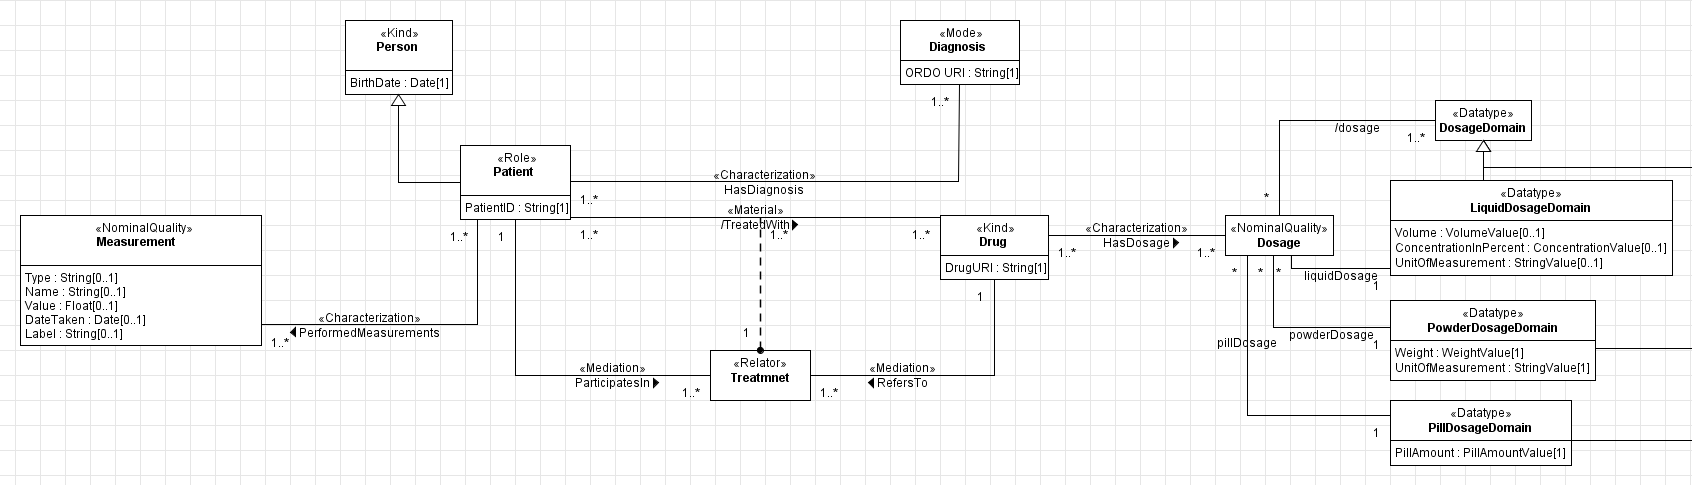 «Kind»
Person
BirthDate : Date[1]
«Mode»
Diagnosis
ORDO URI : String[1]
1..*
«Datatype»
DosageDomain
/dosage
1..*
«Role»
Patient
PatientID : String[1]
«Characterization»
HasDiagnosis
1..*
«Material»
/TreatedWith
1..*
1..*
1..*
1..*
1
«NominalQuality»
Measurement
Type : String[0..1]
Name : String[0..1]
Value : Float[0..1]
DateTaken : Date[0..1]
Label : String[0..1]
«Characterization»
PerformedMeasurements
1..*
«Kind»
Drug
DrugURI : String[1]
1
«Characterization»
HasDosage
1..*
1..*
*
«NominalQuality»
Dosage
*
*
*
«Datatype»
LiquidDosageDomain
Volume : VolumeValue[0..1]
ConcentrationInPercent : ConcentrationValue[0..1]
UnitOfMeasurement : StringValue[0..1]
liquidDosage
1
«Datatype»
PowderDosageDomain
Weight : WeightValue[1]
UnitOfMeasurement : StringValue[1]
powderDosage
1
pillDosage
«Datatype»
PillDosageDomain
PillAmount : PillAmountValue[1]
1
1
«Mediation»
ParticipatesIn
1..*
«Relator»
Treatmnet
«Mediation»
RefersTo
1..*